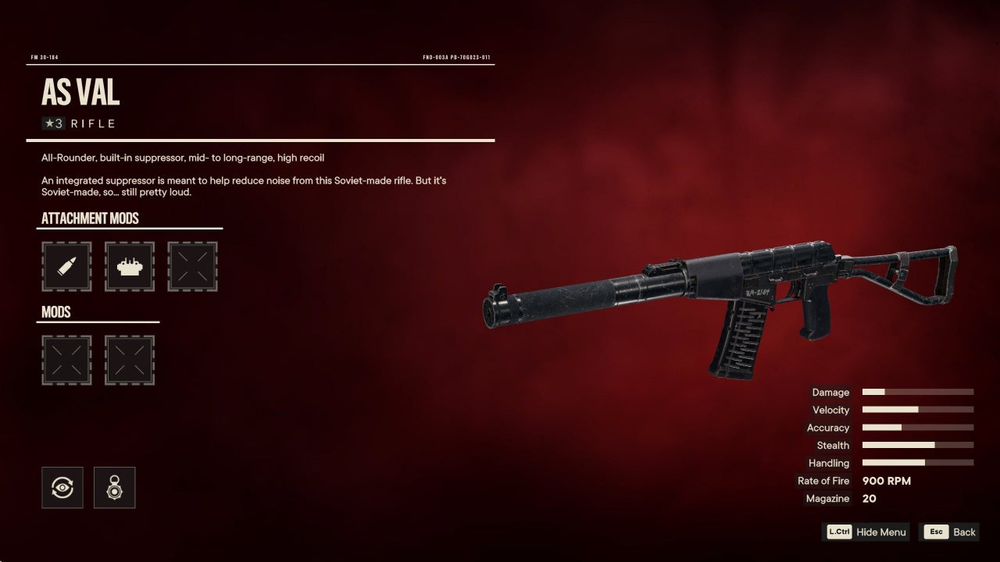 FM 30-184
FND-003A PB-70G023-011
AS VAL
★3 RIFLE
All-Rounder, built-in suppressor, mid- to long-range, high recoil
An integrated suppressor is meant to help reduce noise from this Soviet-made rifle. But it's
Soviet-made, so... still pretty loud.
ATTACHMENT MODS
MODS
Damage
Velocity
Accuracy
Stealth
Handling
Rate of Fire 900 RPM
Magazine 20
L.Ctrl Hide Menu Esc Back